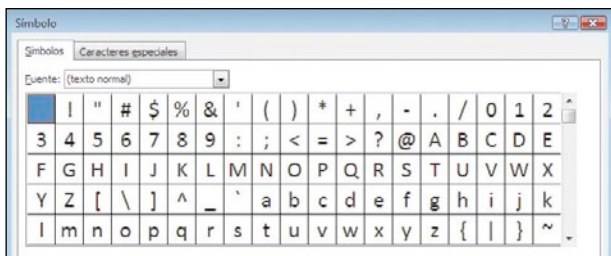 Símbolo
Símbolos Caracteres especiales
Fuente: (texto normal)
! " # $ % & ' ( ) * + , - . / 0 1 2
3 4 5 6 7 8 9 : ; < = > ? @ A B C D E
F G H I J K L M N O P Q R S T U V W X
Y Z [ \ ] ^ _ ` a b c d e f g h i j k
l m n o p q r s t u v w x y z { | } ~